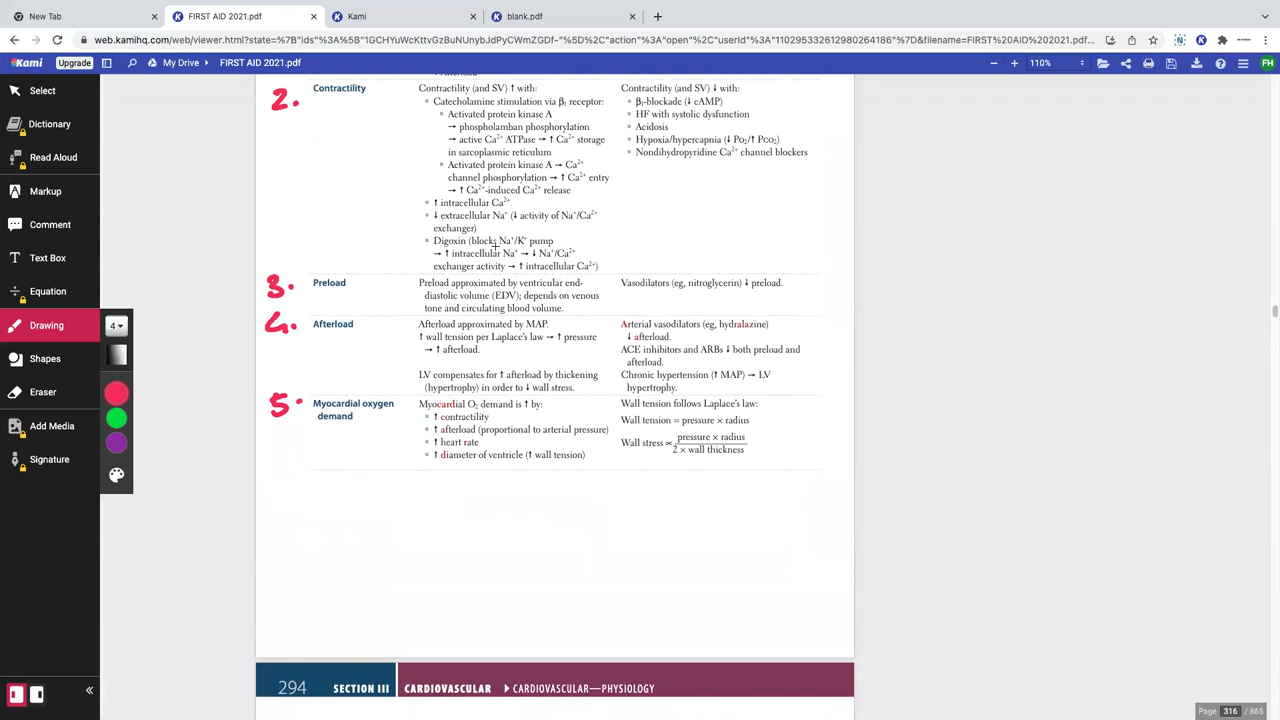 New Tab
FIRST AID 2021.pdf
Kami
blank.pdf
web.kamihq.com/web/viewer.html?state=%7B"ids"%3A%5B"1GCHYuWcKttvGzBuNUnybJdPyCWmZGDf-"%5D%2C"action"%3A"open"%2C"userId"%3A"110295332612980264186"%7D&filename=FIRST%20AID%202021.pdf...
FH
Kami
Upgrade
My Drive
FIRST AID 2021.pdf
110%
FH
Select
Dictionary
Read Aloud
Markup
Comment
Text Box
Equation
Drawing
Shapes
Eraser
Add Media
Signature
4
Afterload
2.
Contractility
Contractility (and SV) ↑ with:
Catecholamine stimulation via β₁ receptor:
Activated protein kinase A
→ phospholamban phosphorylation
→ active Ca²⁺ ATPase → ↑ Ca²⁺ storage
in sarcoplasmic reticulum
Activated protein kinase A → Ca²⁺
channel phosphorylation → ↑ Ca²⁺ entry
→ ↑ Ca²⁺-induced Ca²⁺ release
↑ intracellular Ca²⁺
↓ extracellular Na⁺ (↓ activity of Na⁺/Ca²⁺
exchanger)
Digoxin (blocks Na⁺/K⁺ pump
→ ↑ intracellular Na⁺ → ↓ Na⁺/Ca²⁺
exchanger activity → ↑ intracellular Ca²⁺)
Contractility (and SV) ↓ with:
β₁-blockade (↓ cAMP)
HF with systolic dysfunction
Acidosis
Hypoxia/hypercapnia (↓ Po₂/↑ Pco₂)
Nondihydropyridine Ca²⁺ channel blockers
3.
Preload
Preload approximated by ventricular end-
diastolic volume (EDV); depends on venous
tone and circulating blood volume.
Vasodilators (eg, nitroglycerin) ↓ preload.
4.
Afterload
Afterload approximated by MAP.
↑ wall tension per Laplace's law → ↑ pressure
→ ↑ afterload.
LV compensates for ↑ afterload by thickening
(hypertrophy) in order to ↓ wall stress.
Arterial vasodilators (eg, hydralazine)
↓ afterload.
ACE inhibitors and ARBs ↓ both preload and
afterload.
Chronic hypertension (↑ MAP) → LV
hypertrophy.
5.
Myocardial oxygen
demand
Myocardial O₂ demand is ↑ by:
↑ contractility
↑ afterload (proportional to arterial pressure)
↑ heart rate
↑ diameter of ventricle (↑ wall tension)
Wall tension follows Laplace's law:
Wall tension = pressure × radius
Wall stress ∝ pressure × radius
2 × wall thickness
294
SECTION III
CARDIOVASCULAR
CARDIOVASCULAR—PHYSIOLOGY
Page 316 / 865